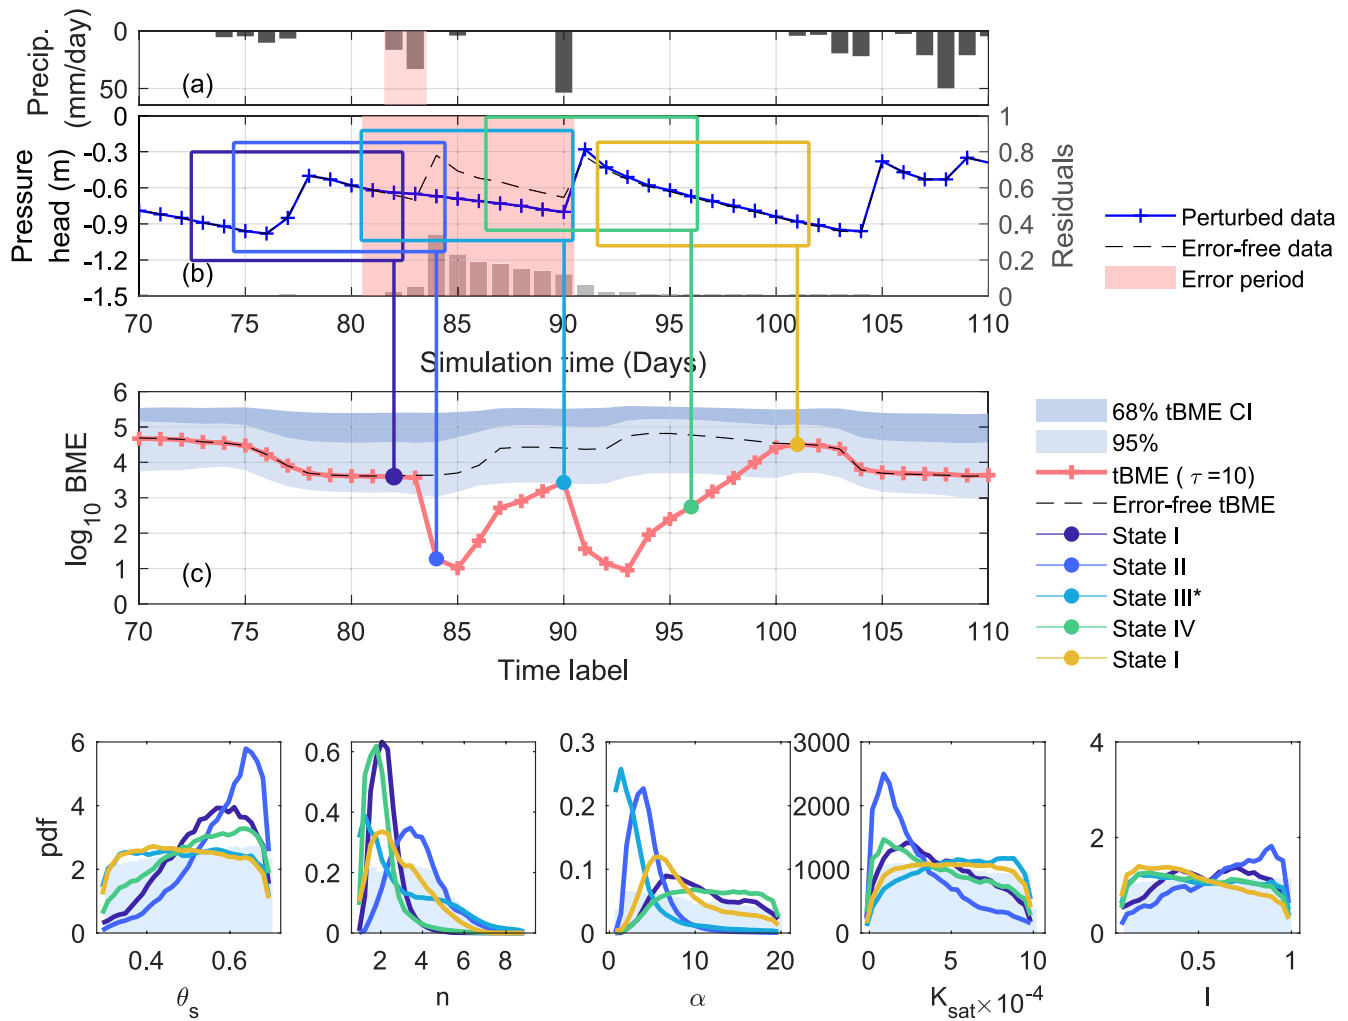 Precip.
(mm/day)
0
50
(a)
Pressure
head (m)
0
-0.3
-0.6
-0.9
-1.2
-1.5
(b)
1
0.8
0.6
0.4
0.2
0
Residuals
70 75 80 85 90 95 100 105 110
Simulation time (Days)
Perturbed data
Error-free data
Error period
log10 BME
6
5
4
3
2
1
0
(c)
70 75 80 85 90 95 100 105 110
Time label
68% tBME CI
95%
tBME ( τ =10)
Error-free tBME
State I
State II
State III*
State IV
State I
pdf
6
4
2
0
0.4 0.6
θs
0.6
0.4
0.2
0
2 4 6 8
n
0.3
0.2
0.1
0
0 10 20
α
3000
2000
1000
0
0 5 10
Ksat×10-4
4
2
0
0.5 1
l